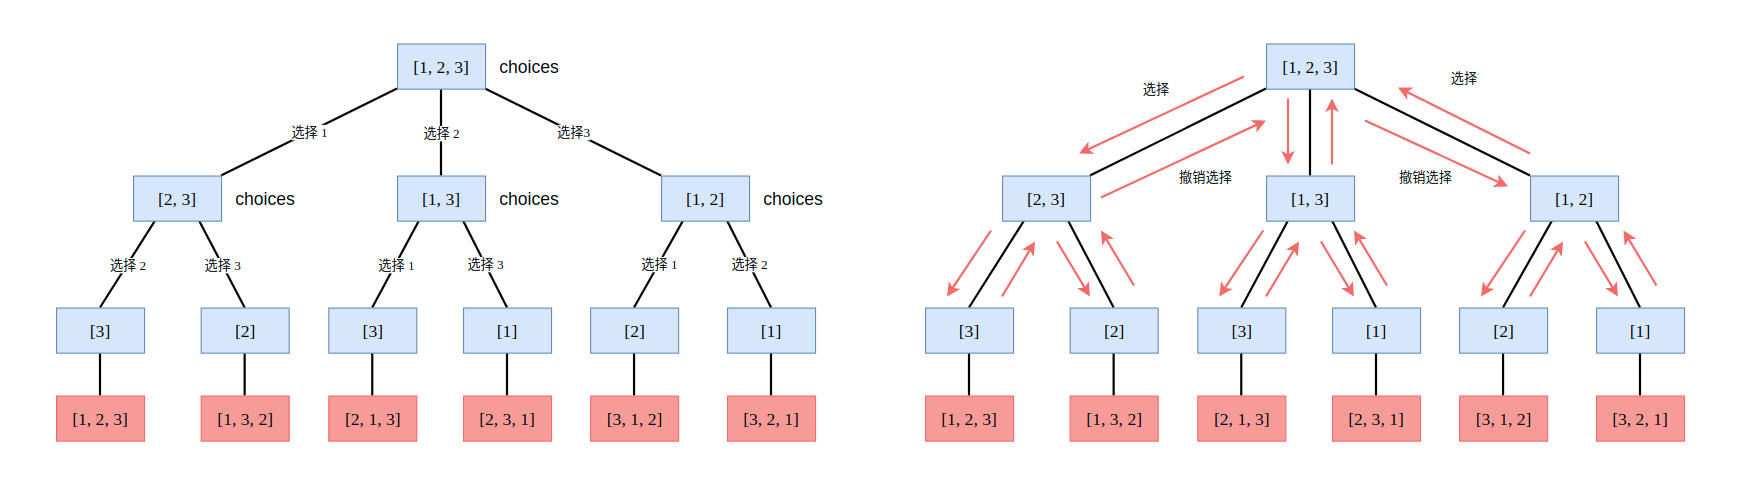 [1, 2, 3] choices
选择 1 选择 2 选择3
[2, 3] choices [1, 3] choices [1, 2] choices
选择 2 选择 3 选择 1 选择 3 选择 1 选择 2
[3] [2] [3] [1] [2] [1]
[1, 2, 3] [1, 3, 2] [2, 1, 3] [2, 3, 1] [3, 1, 2] [3, 2, 1]
[1, 2, 3]
选择 选择
撤销选择 撤销选择
[2, 3] [1, 3] [1, 2]
[3] [2] [3] [1] [2] [1]
[1, 2, 3] [1, 3, 2] [2, 1, 3] [2, 3, 1] [3, 1, 2] [3, 2, 1]